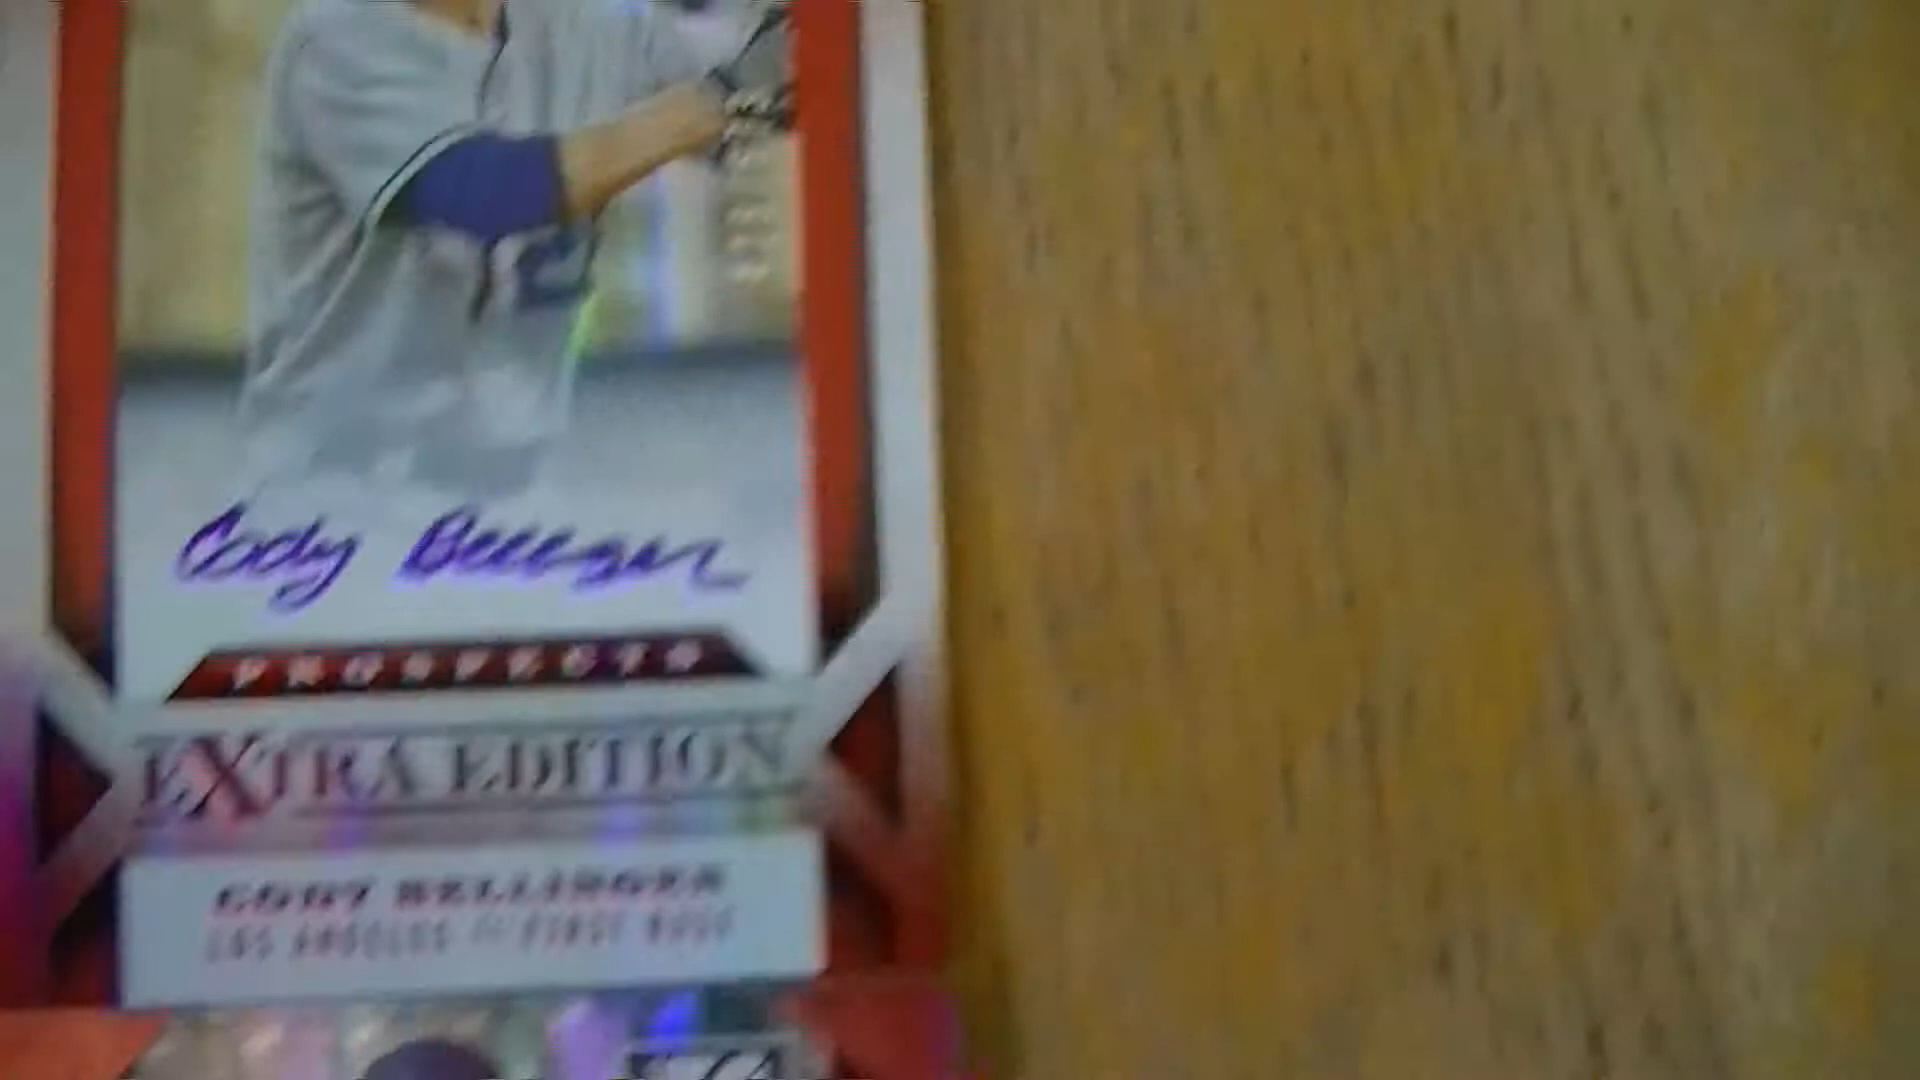 Cody Bellinger
PROSPECTS
EXTRA EDITION
CODY BELLINGER
LOS ANGELES // FIRST BASE